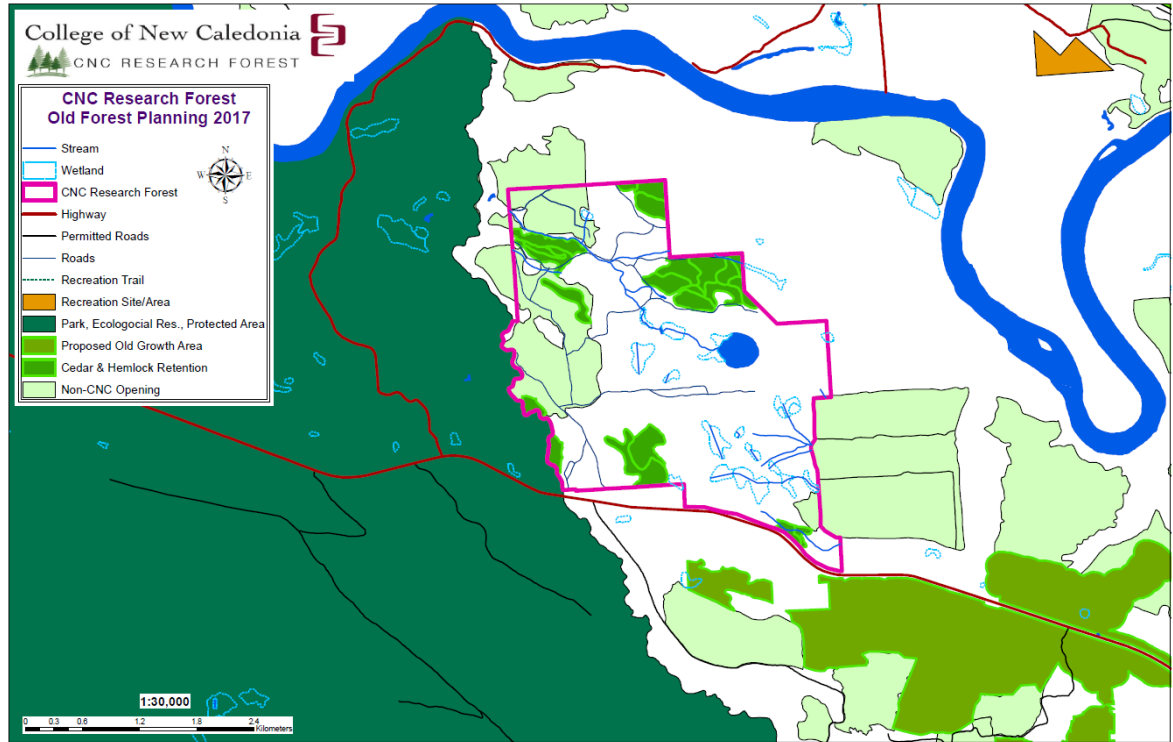 College of New Caledonia
CNC RESEARCH FOREST
CNC Research Forest
Old Forest Planning 2017
Stream
N
Wetland
W E
CNC Research Forest
S
Highway
Permitted Roads
Roads
Recreation Trail
Recreation Site/Area
Park, Ecologocial Res., Protected Area
Proposed Old Growth Area
Cedar & Hemlock Retention
Non-CNC Opening
1:30,000
0 0.3 0.6 1.2 1.8 2.4
Kilometers